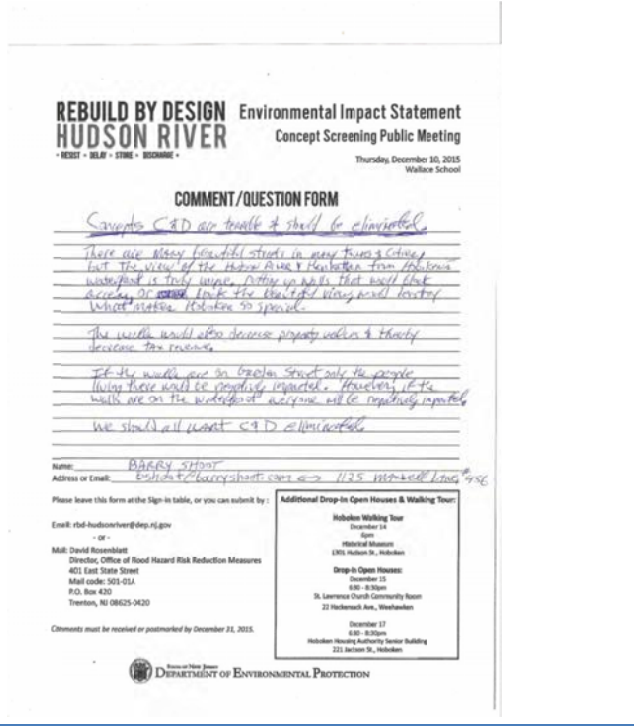 REBUILD BY DESIGN
HUDSON RIVER
• RESIST • DELAY • STORE • DISCHARGE •
Environmental Impact Statement
Concept Screening Public Meeting
Thursday, December 10, 2015
Wallace School
COMMENT/QUESTION FORM
C & D are terrible & should be eliminated.
There are many beautiful streets in many towns & cities
but the view of the Hudson River & Manhattan from Hoboken's
waterfront is truly unique. Putting up walls that would block
access, or block the beautiful views would destroy
what makes Hoboken so special.
The walls would also decrease property values & thereby
decrease tax revenues.
If the walls are on Garden Street only the people
living there would be negatively impacted. However, if the
walls are on the waterfront everyone will be negatively impacted.
We should all want C & D eliminated.
Name: BARRY SHOOT
Address or Email: 1125 Maxwell Lane,
Please leave this form at the Sign-in table, or you can submit by :
Email: rbd-hudsonriver@dep.nj.gov
- or -
Mail: David Rosenblatt
Director, Office of Flood Hazard Risk Reduction Measures
401 East State Street
Mail code: 501-01A
P.O. Box 420
Trenton, NJ 08625-0420
Comments must be received or postmarked by December 31, 2015.
Additional Drop-In Open Houses & Walking Tour:
Hoboken Walking Tour
December 14
6pm
Historical Museum
1301 Hudson St., Hoboken
Drop-In Open Houses:
December 15
6:30 - 8:30pm
St. Lawrence Church Community Room
22 Hackensack Ave., Weehawken
December 17
6:30 - 8:30pm
Hoboken Housing Authority Senior Building
221 Jackson St., Hoboken
STATE OF NEW JERSEY
DEPARTMENT OF ENVIRONMENTAL PROTECTION